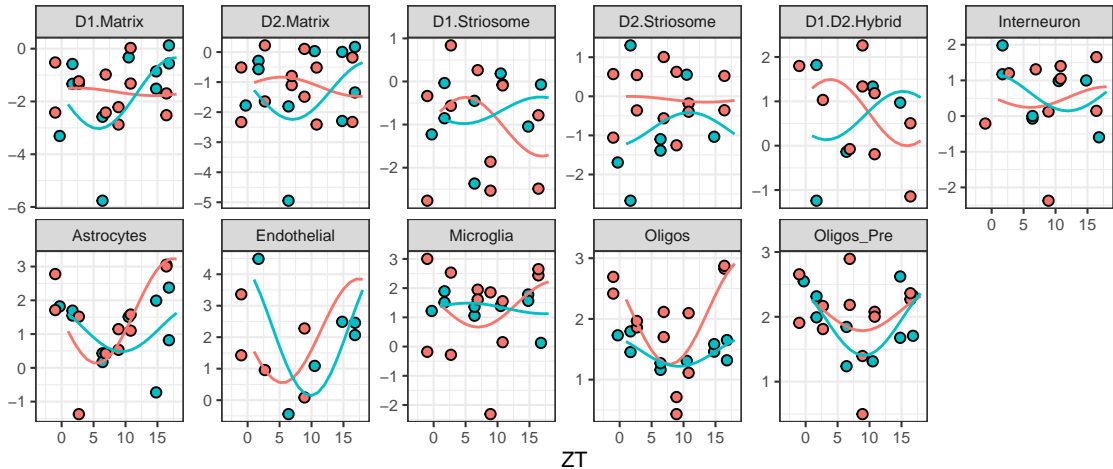 D1.Matrix D2.Matrix D1.Striosome D2.Striosome D1.D2.Hybrid Interneuron
0 −2 −4 −6
0 −1 −2 −3 −4 −5
1 0 −1 −2
1 0 −1 −2
2 1 0 −1
2 1 0 −1 −2
0 5 10 15
Astrocytes Endothelial Microglia Oligos Oligos_Pre
3 2 1 0 −1
4 3 2 1 0
3 2 1 0 −1 −2
3 2 1
3 2 1
0 5 10 15 0 5 10 15 0 5 10 15 0 5 10 15 0 5 10 15
ZT